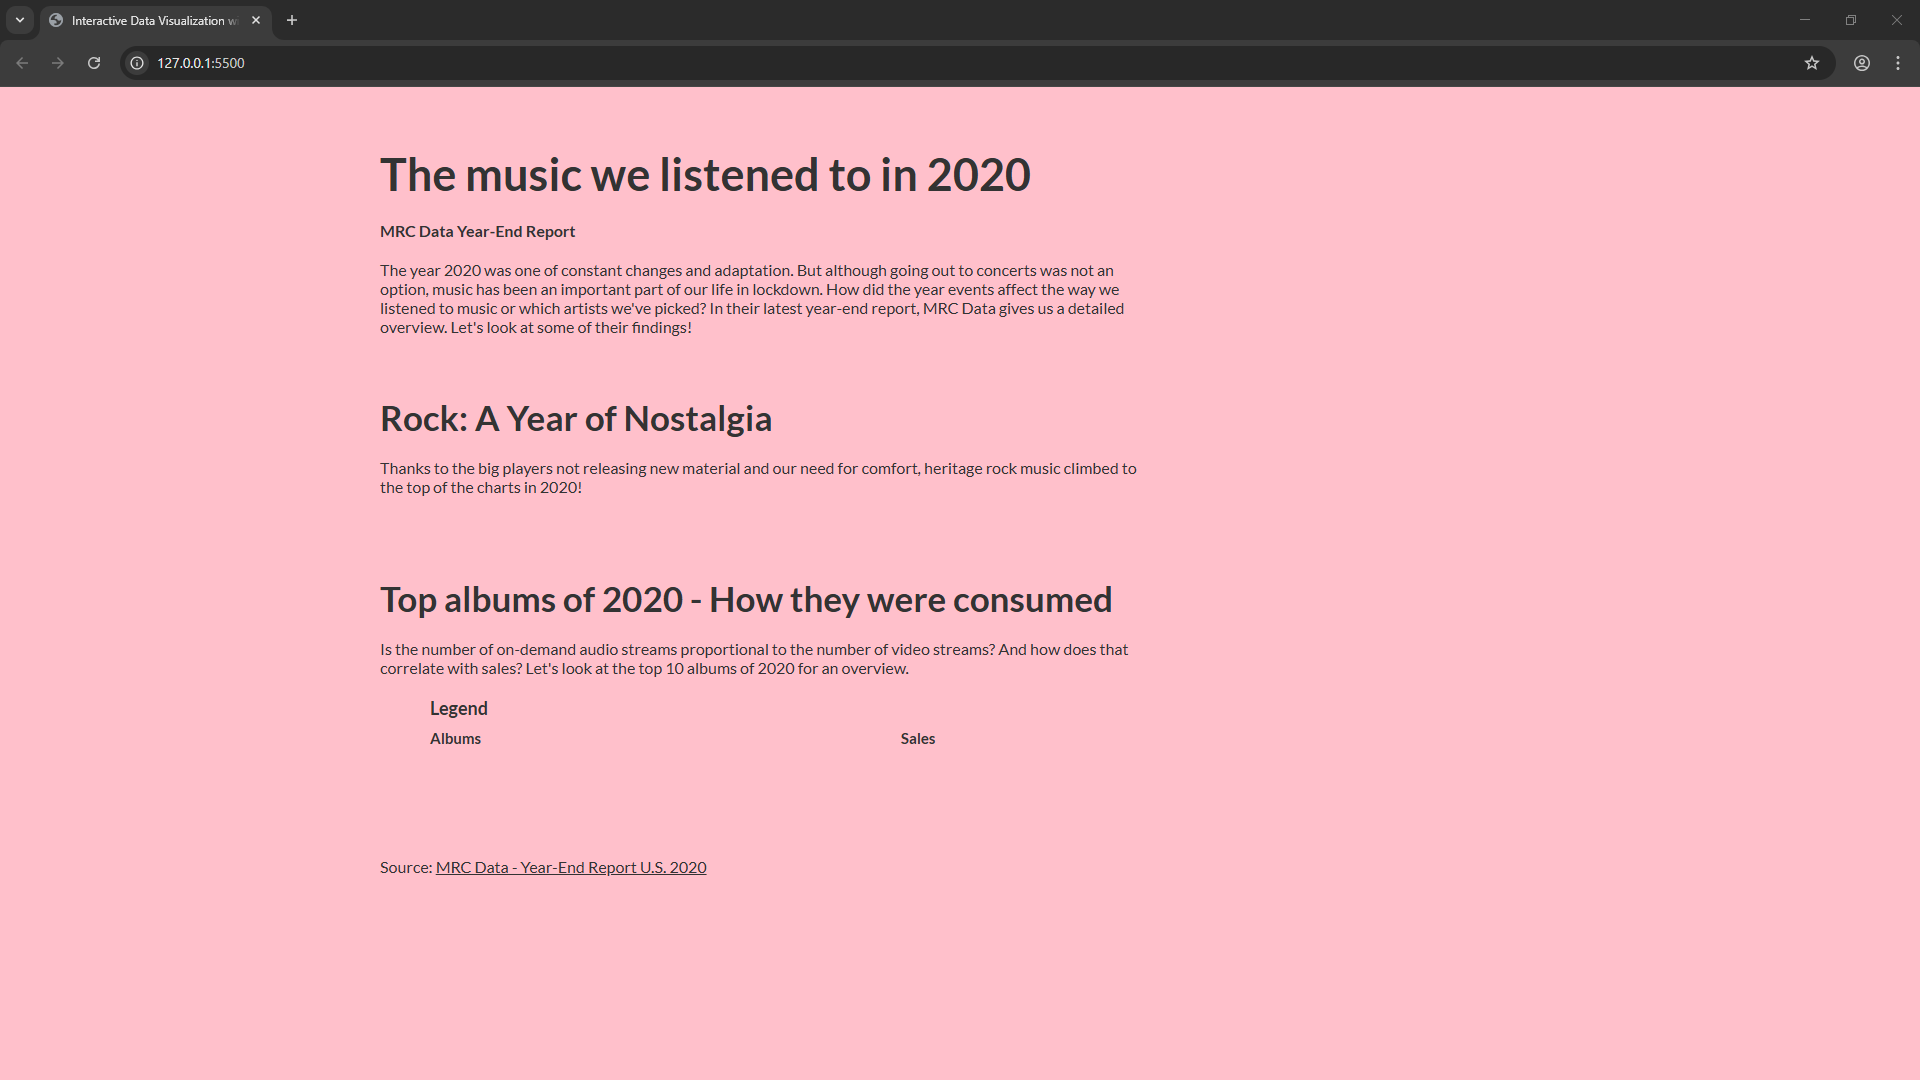 Interactive Data Visualization w
127.0.0.1:5500
The music we listened to in 2020
MRC Data Year-End Report
The year 2020 was one of constant changes and adaptation. But although going out to concerts was not an
option, music has been an important part of our life in lockdown. How did the year events affect the way we
listened to music or which artists we've picked? In their latest year-end report, MRC Data gives us a detailed
overview. Let's look at some of their findings!
Rock: A Year of Nostalgia
Thanks to the big players not releasing new material and our need for comfort, heritage rock music climbed to
the top of the charts in 2020!
Top albums of 2020 - How they were consumed
Is the number of on-demand audio streams proportional to the number of video streams? And how does that
correlate with sales? Let's look at the top 10 albums of 2020 for an overview.
Legend
Albums Sales
Source: MRC Data - Year-End Report U.S. 2020